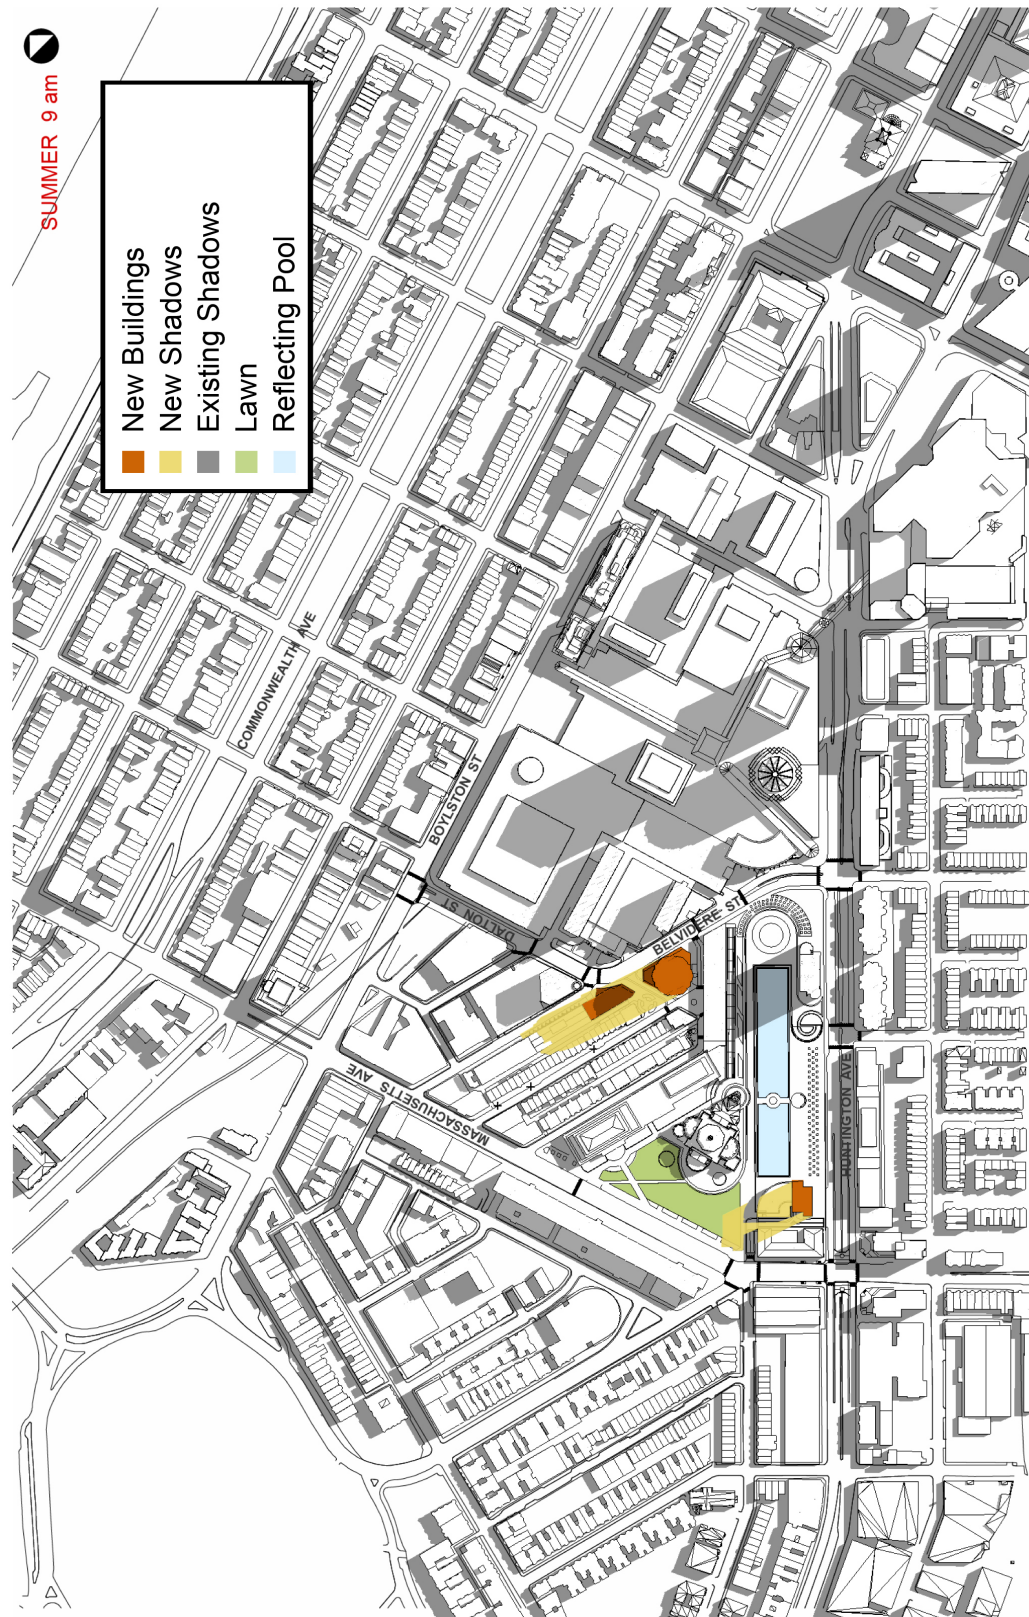 SUMMER 9 am
New Buildings
New Shadows
Existing Shadows
Lawn
Reflecting Pool
COMMONWEALTH AVE
BOYLSTON ST
DALTON ST
BELVIDERE ST
MASSACHUSETTS AVE
HUNTINGTON AVE